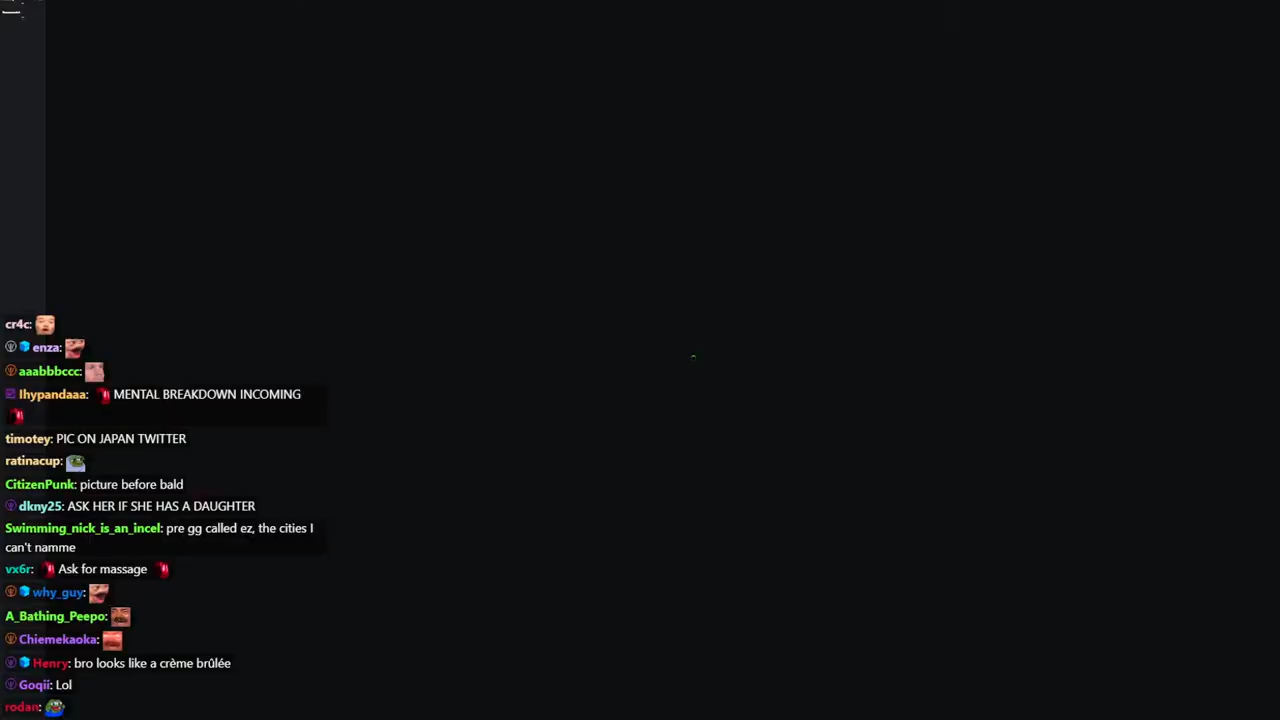 cr4c:
enza:
aaabbbccc:
Ihypandaaa: MENTAL BREAKDOWN INCOMING
timotey: PIC ON JAPAN TWITTER
ratinacup:
CitizenPunk: picture before bald
dkny25: ASK HER IF SHE HAS A DAUGHTER
Swimming_nick_is_an_incel: pre gg called ez, the cities I
can't namme
vx6r: Ask for massage
why_guy:
A_Bathing_Peepo:
Chiemekaoka:
Henry: bro looks like a crème brûlée
Goqii: Lol
rodan: